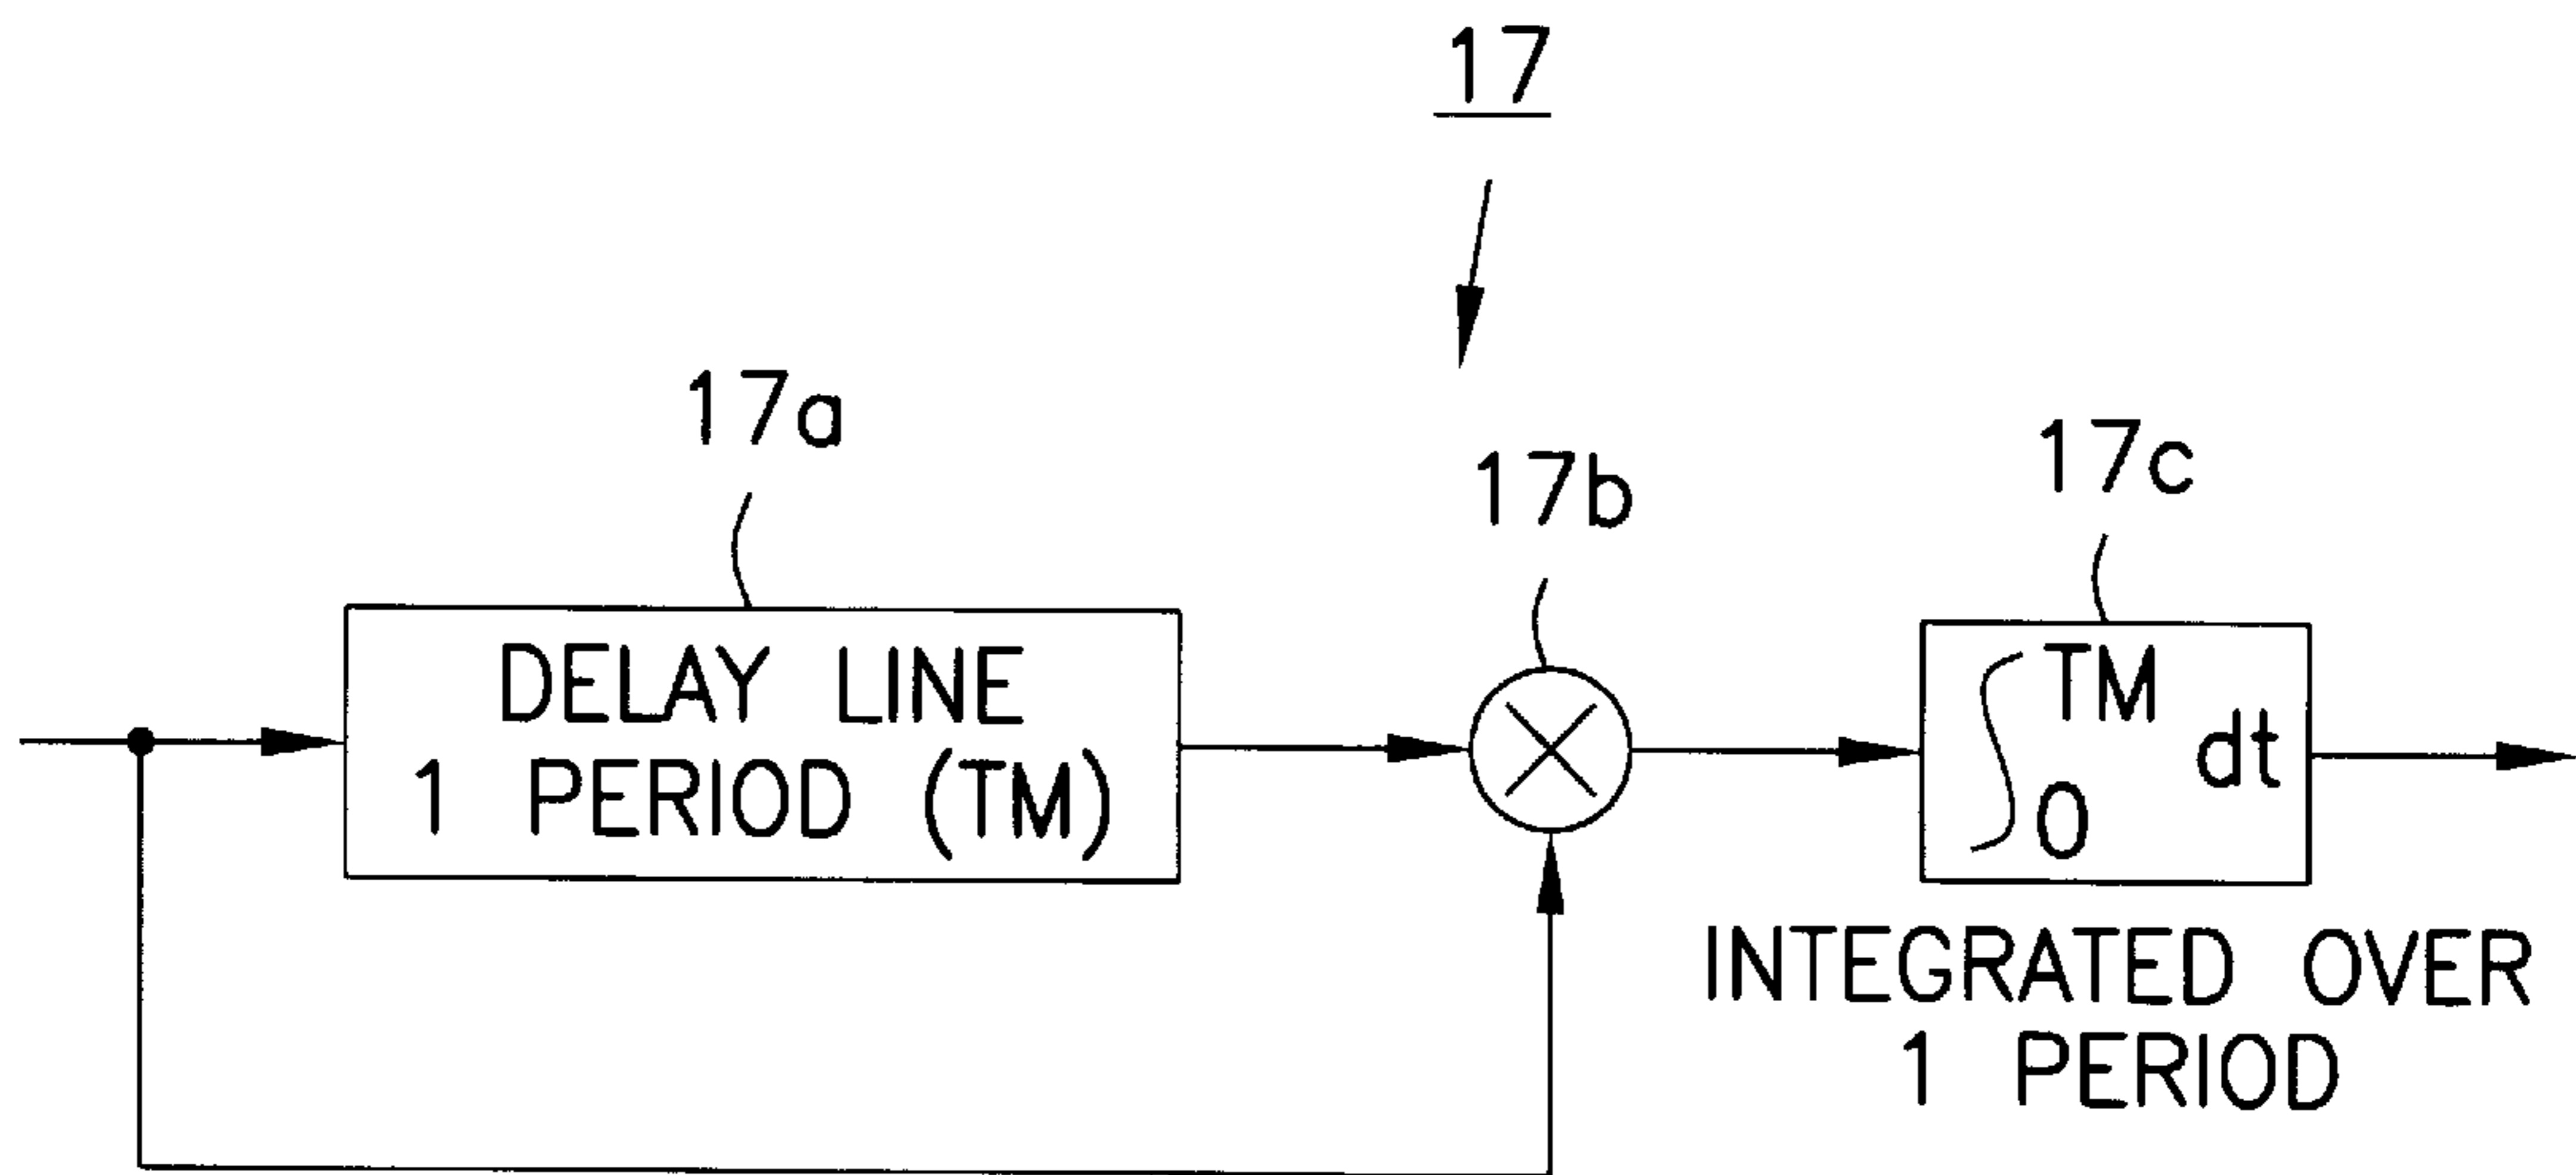 17
17a
17b
17c
DELAY LINE
1 PERIOD (TM)
∫ TM
0 dt
INTEGRATED OVER
1 PERIOD